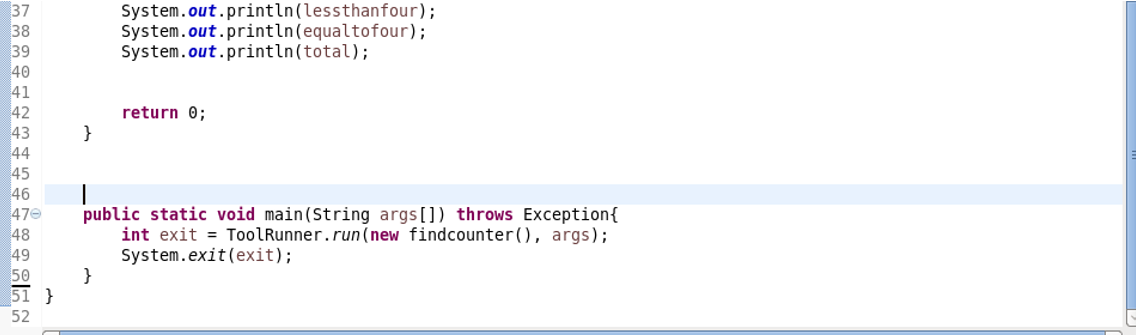 37        System.out.println(lessthanfour);
38        System.out.println(equaltofour);
39        System.out.println(total);
40
41
42        return 0;
43    }
44
45
46
47    public static void main(String args[]) throws Exception{
48        int exit = ToolRunner.run(new findcounter(), args);
49        System.exit(exit);
50    }
51 }
52